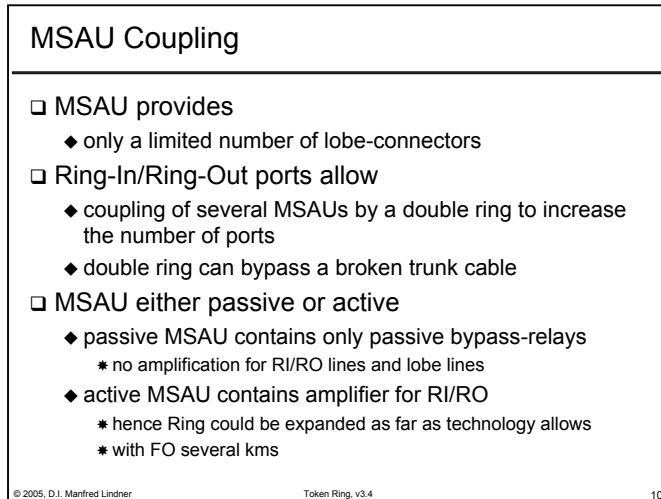 MSAU Coupling
❑ MSAU provides
◆ only a limited number of lobe-connectors
❑ Ring-In/Ring-Out ports allow
◆ coupling of several MSAUs by a double ring to increase
the number of ports
◆ double ring can bypass a broken trunk cable
❑ MSAU either passive or active
◆ passive MSAU contains only passive bypass-relays
✷ no amplification for RI/RO lines and lobe lines
◆ active MSAU contains amplifier for RI/RO
✷ hence Ring could be expanded as far as technology allows
✷ with FO several kms
© 2005, D.I. Manfred Lindner Token Ring, v3.4 10